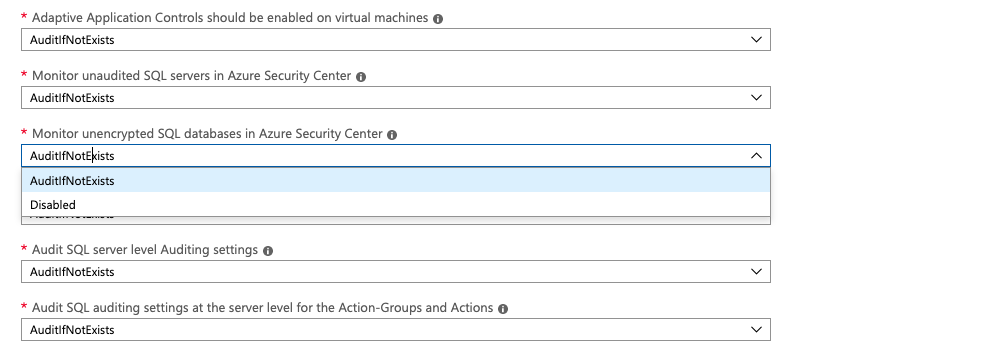 * Adaptive Application Controls should be enabled on virtual machines
AuditIfNotExists
* Monitor unaudited SQL servers in Azure Security Center
AuditIfNotExists
* Monitor unencrypted SQL databases in Azure Security Center
AuditIfNotExists
AuditIfNotExists
Disabled
AuditIfNotExists
* Audit SQL server level Auditing settings
AuditIfNotExists
* Audit SQL auditing settings at the server level for the Action-Groups and Actions
AuditIfNotExists